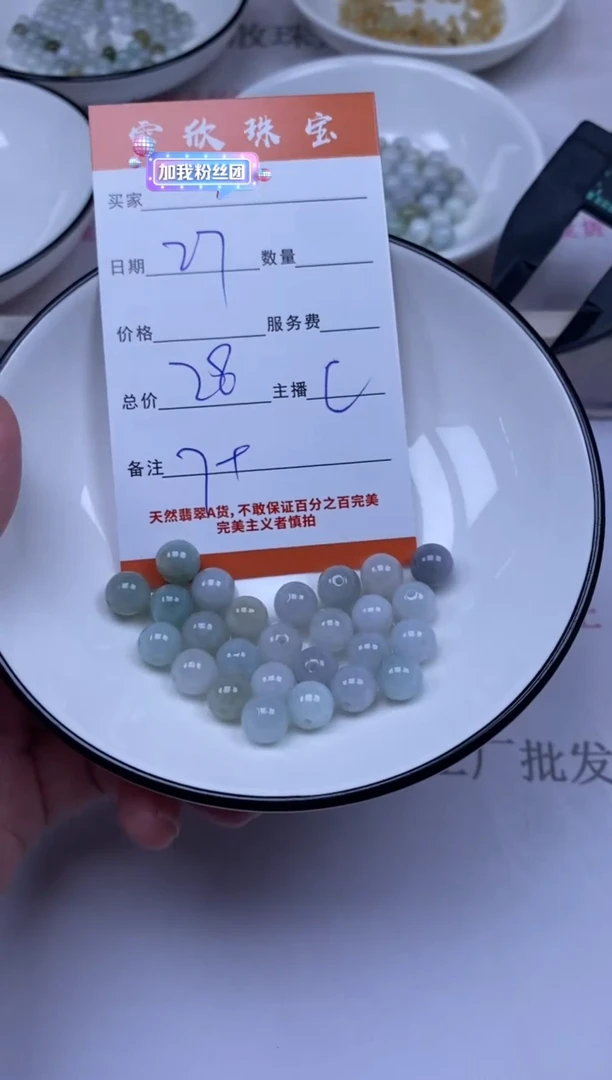 欣珠宝
加我粉丝团
买家
日期 27 数量
价格 服务费
总价 28 主播 C
备注 7+
天然翡翠A货,不敢保证百分之百完美
完美主义者慎拍
厂批发